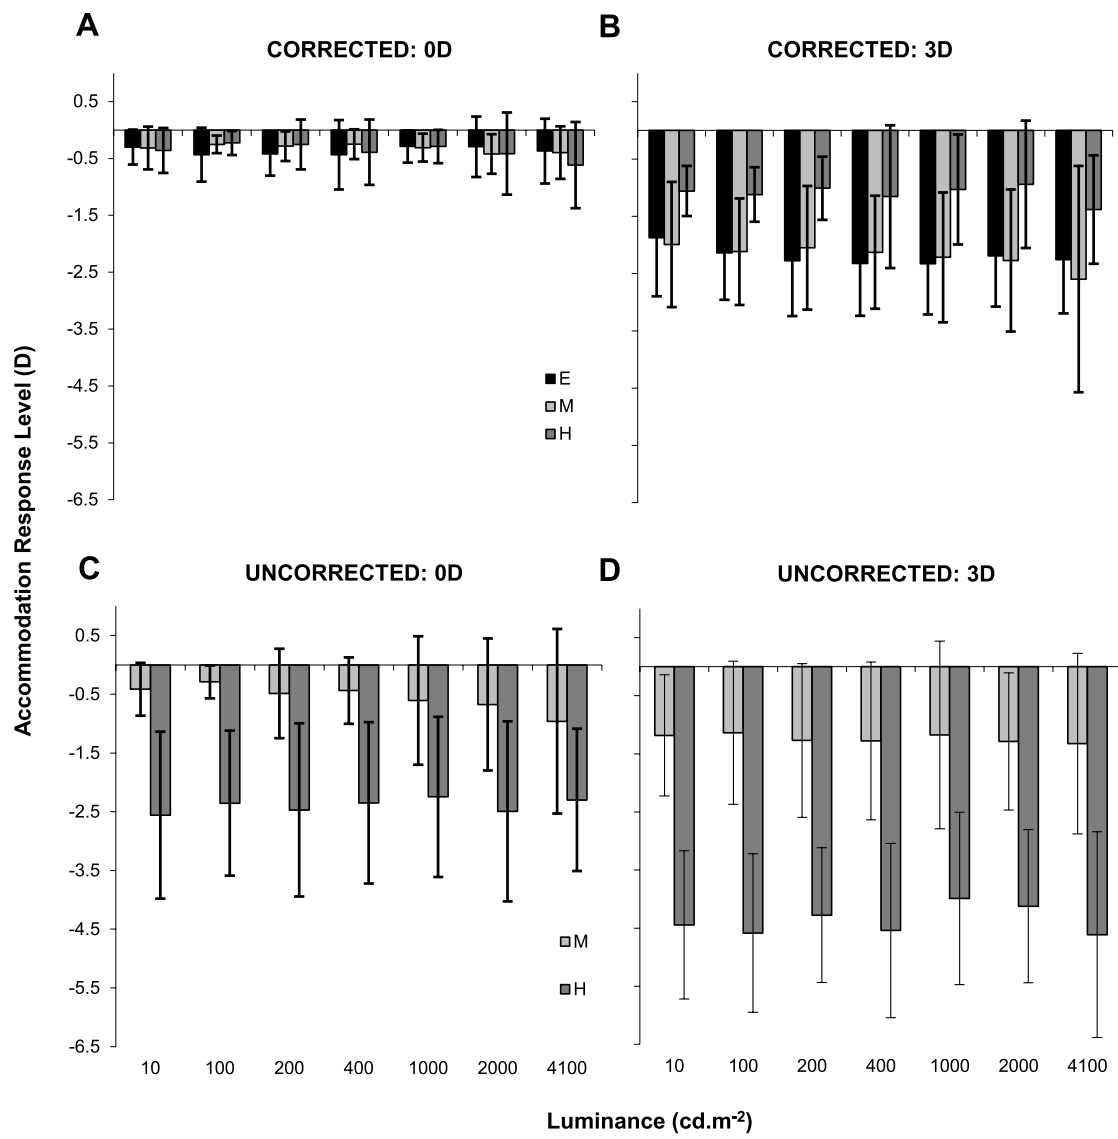 A
CORRECTED: 0D
B
CORRECTED: 3D
0.5
-0.5
-1.5
-2.5
-3.5
-4.5
-5.5
-6.5
E
M
H
Accommodation Response Level (D)
C
UNCORRECTED: 0D
D
UNCORRECTED: 3D
0.5
-0.5
-1.5
-2.5
-3.5
-4.5
-5.5
-6.5
M
H
10 100 200 400 1000 2000 4100
10 100 200 400 1000 2000 4100
Luminance (cd.m-2)